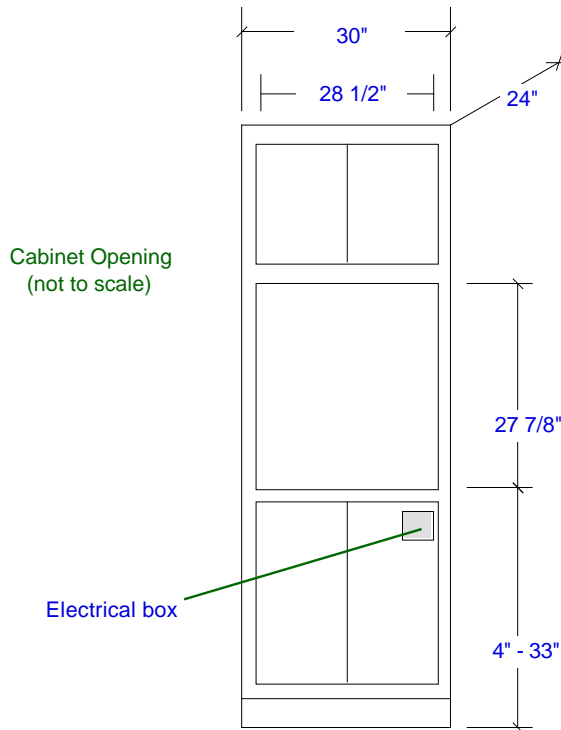 30"
28 1/2"
24"
Cabinet Opening
(not to scale)
27 7/8"
Electrical box
4" - 33"